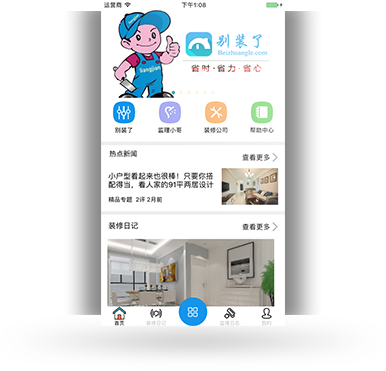 运营商 下午1:08
别装了
Beizhuangle.com
省时·省力·省心
别装了 监理小哥 装修公司 帮助中心
热点新闻 查看更多
小户型看起来也很棒！只要你搭
配得当，看人家的91平两居设计
精品专题 2评 2月前
装修日记 查看更多
首页 装修日记 我的